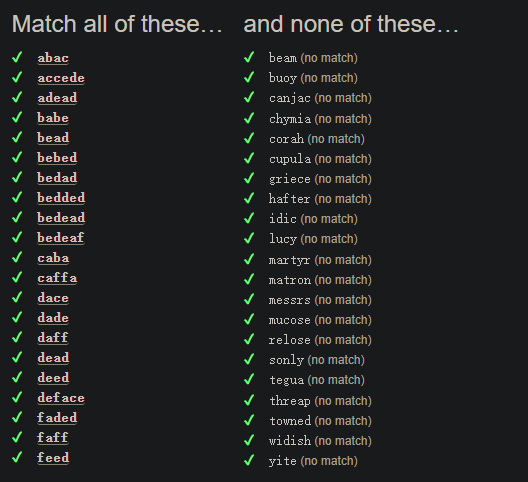 Match all of these… and none of these…
✔ abac ✔ beam (no match)
✔ accede ✔ buoy (no match)
✔ adead ✔ canjac (no match)
✔ babe ✔ chymia (no match)
✔ bead ✔ corah (no match)
✔ bebed ✔ cupula (no match)
✔ bedad ✔ griece (no match)
✔ bedded ✔ hafter (no match)
✔ bedead ✔ idic (no match)
✔ bedeaf ✔ lucy (no match)
✔ caba ✔ martyr (no match)
✔ caffa ✔ matron (no match)
✔ dace ✔ messrs (no match)
✔ dade ✔ mucose (no match)
✔ daff ✔ relose (no match)
✔ dead ✔ sonly (no match)
✔ deed ✔ tegua (no match)
✔ deface ✔ threap (no match)
✔ faded ✔ towned (no match)
✔ faff ✔ widish (no match)
✔ feed ✔ yite (no match)